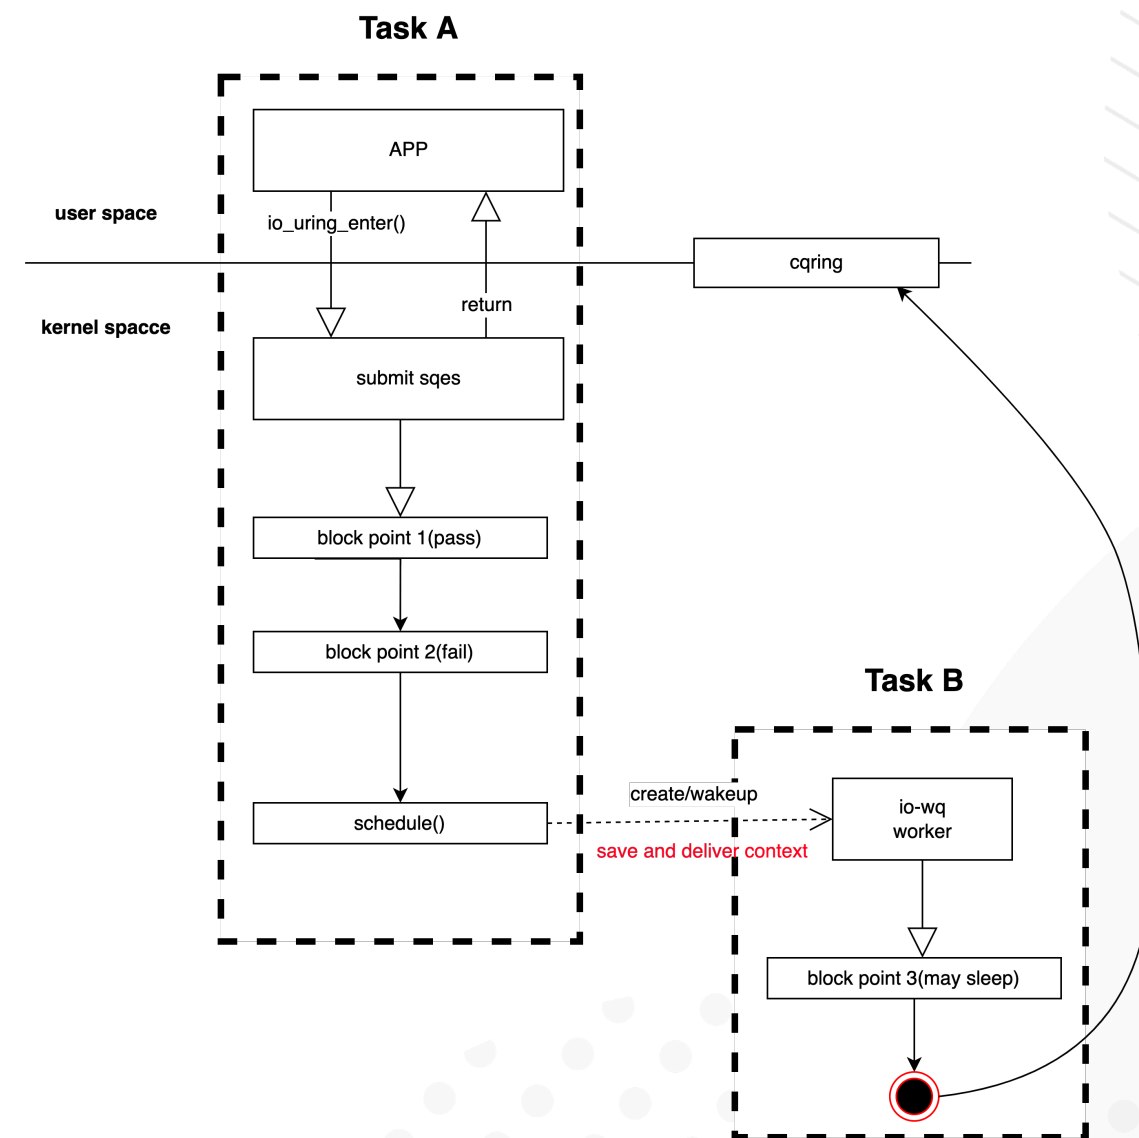 Task A
APP
user space
io_uring_enter()
cqring
return
kernel spacce
submit sqes
block point 1(pass)
block point 2(fail)
Task B
schedule()
create/wakeup
save and deliver context
io-wq
worker
block point 3(may sleep)